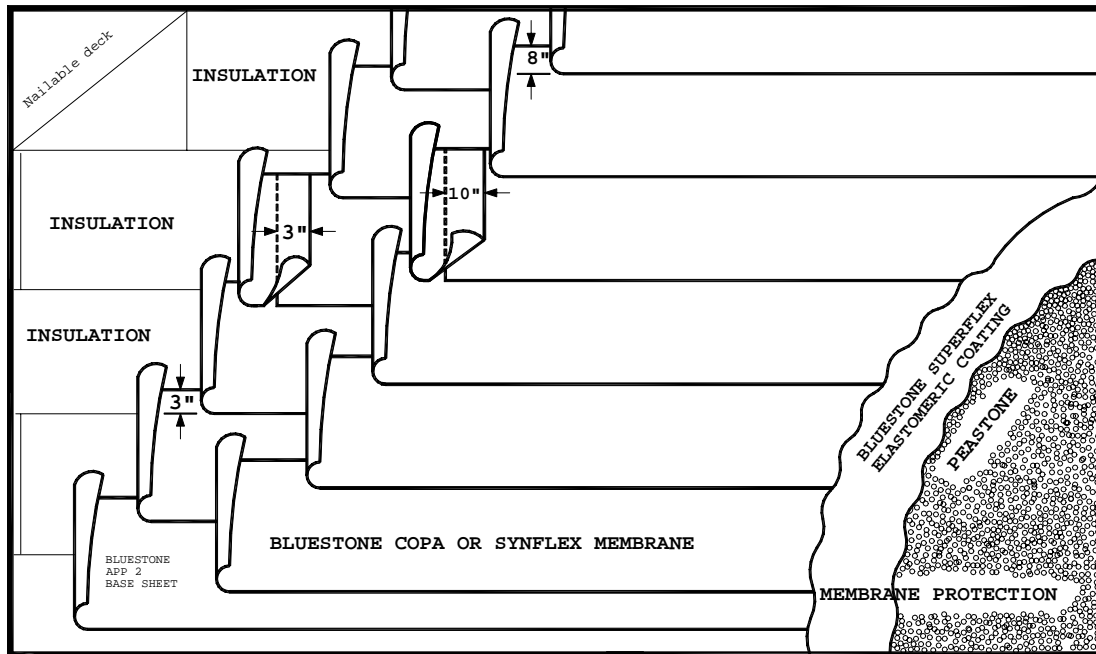 Nailable deck
INSULATION
8"
10"
INSULATION
3"
INSULATION
3"
BLUESTONE SUPERFLEX
ELASTOMERIC COATING
PEASTONE
BLUESTONE COPA OR SYNFLEX MEMBRANE
BLUESTONE
APP 2
BASE SHEET
MEMBRANE PROTECTION